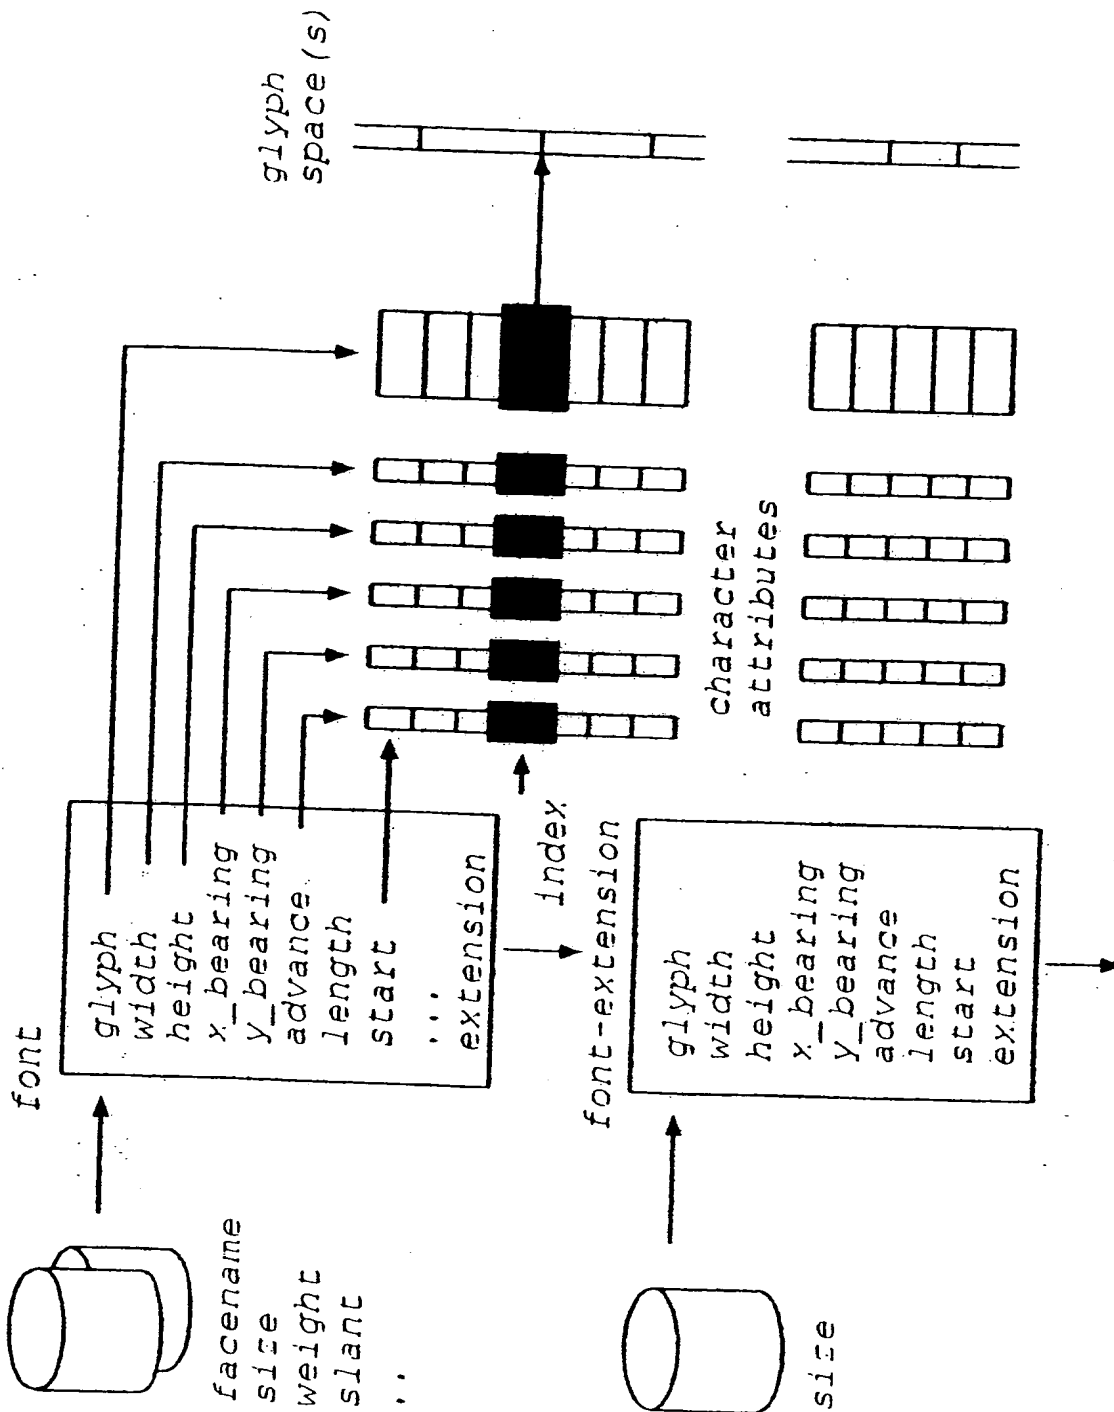 font
glyph
width
height
x_bearing
y_bearing
advance
length
start
...
extension
facename
size
weight
slant
..
glyph
space(s)
index
character
attributes
font-extension
glyph
width
height
x_bearing
y_bearing
advance
length
start
extension
size